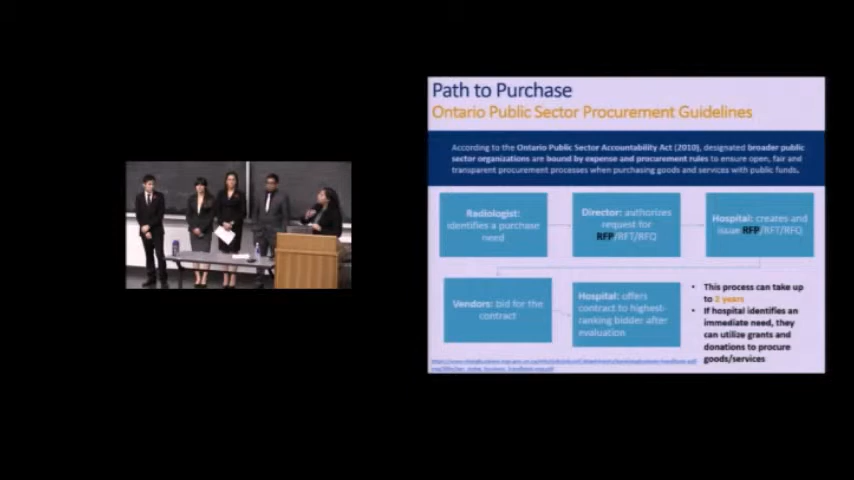 Path to Purchase
Ontario Public Sector Procurement Guidelines
According to the Ontario Public Sector Accountability Act (2010), designated broader public
sector organizations are bound by expense and procurement rules to ensure open, fair and
transparent procurement processes when purchasing goods and services with public funds.
Radiologist:
identifies a purchase
need
Director: authorizes
request for
RFP/RFT/RFQ
Hospital: creates and
issue RFP/RFT/RFQ
Vendors: bid for the
contract
Hospital: offers
contract to highest-
ranking bidder after
evaluation
• This process can take up
to 2 years
• If hospital identifies an
immediate need, they
can utilize grants and
donations to procure
goods/services